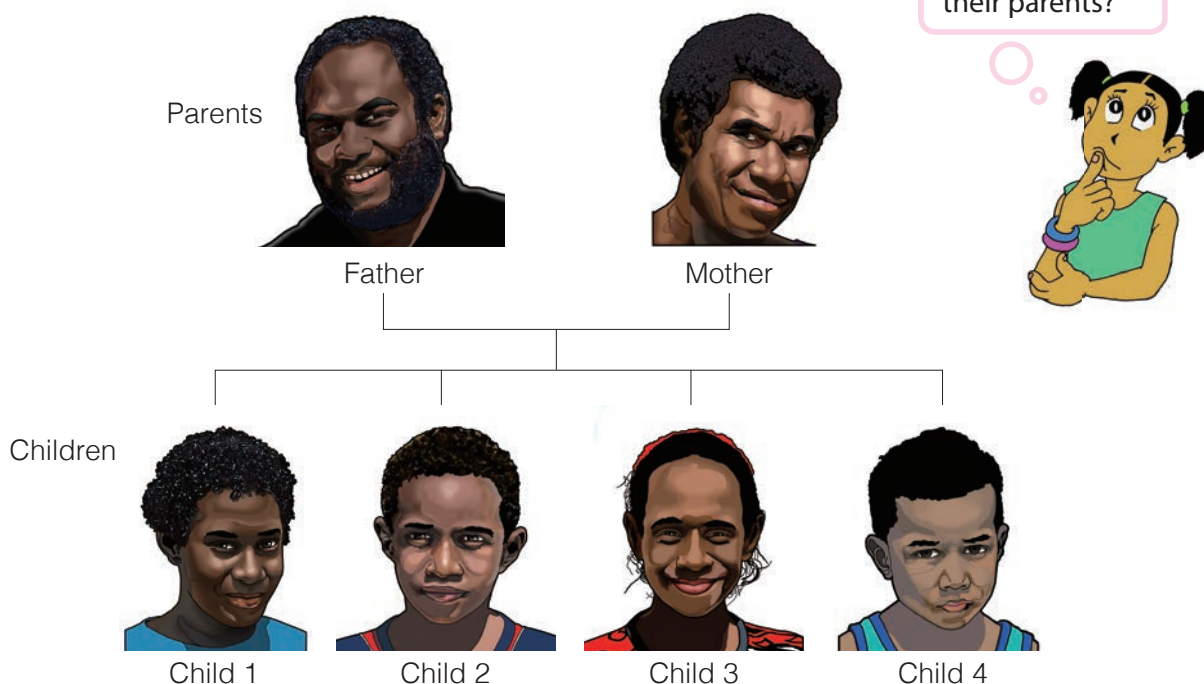 their parents?
Parents
Father
Mother
Children
Child 1
Child 2
Child 3
Child 4